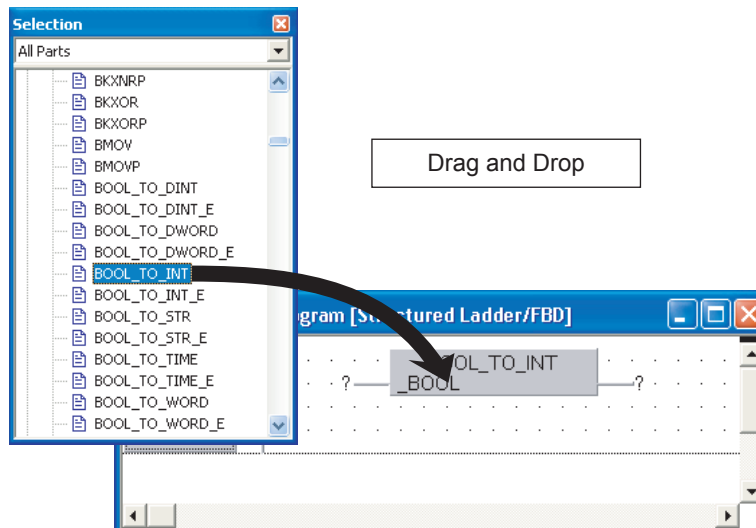 Selection
All Parts
BKXNRP
BKXOR
BKXORP
BMOV
BMOVP
BOOL_TO_DINT
BOOL_TO_DINT_E
BOOL_TO_DWORD
BOOL_TO_DWORD_E
BOOL_TO_INT
BOOL_TO_INT_E
BOOL_TO_STR
BOOL_TO_STR_E
BOOL_TO_TIME
BOOL_TO_TIME_E
BOOL_TO_WORD
BOOL_TO_WORD_E
Drag and Drop
gram [Structured Ladder/FBD]
OOL_TO_INT
? _BOOL ?